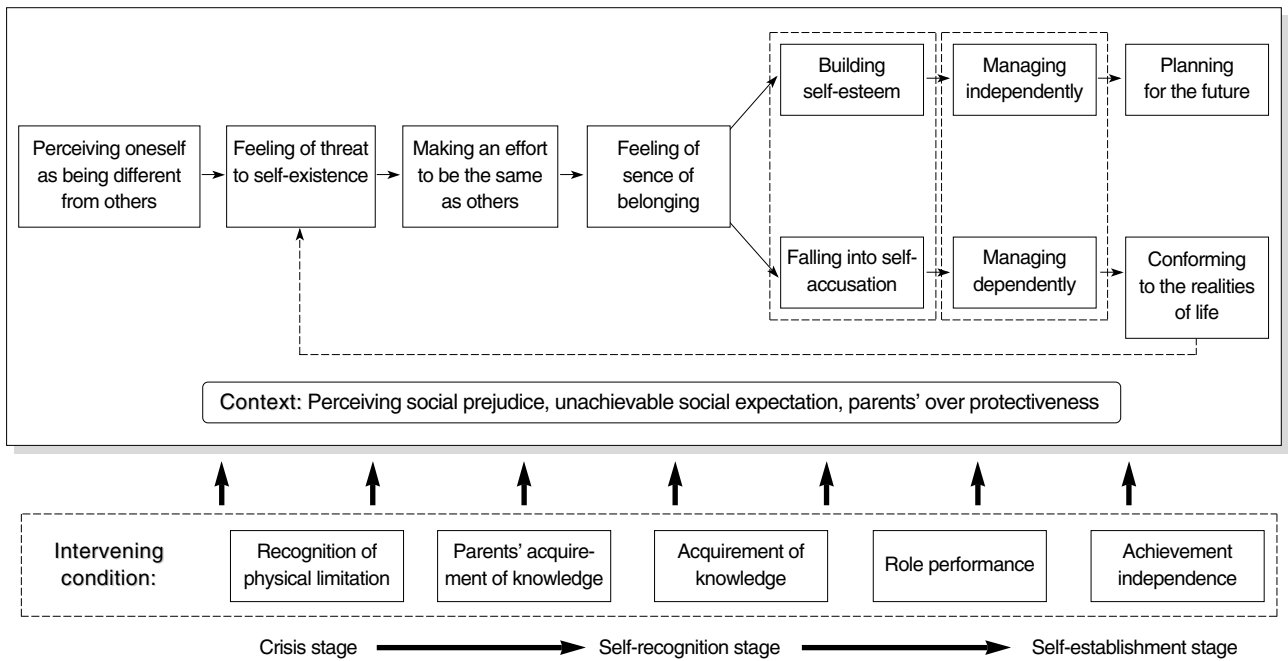 Perceiving oneself
as being different
from others
Feeling of threat
to self-existence
Making an effort
to be the same
as others
Feeling of
sence of
belonging
Building
self-esteem
Managing
independently
Planning
for the future
Falling into self-
accusation
Managing
dependently
Conforming
to the realities
of life
Context: Perceiving social prejudice, unachievable social expectation, parents’ over protectiveness
Intervening
condition:
Recognition of
physical limitation
Parents’ acquire-
ment of knowledge
Acquirement of
knowledge
Role performance
Achievement
independence
Crisis stage
Self-recognition stage
Self-establishment stage